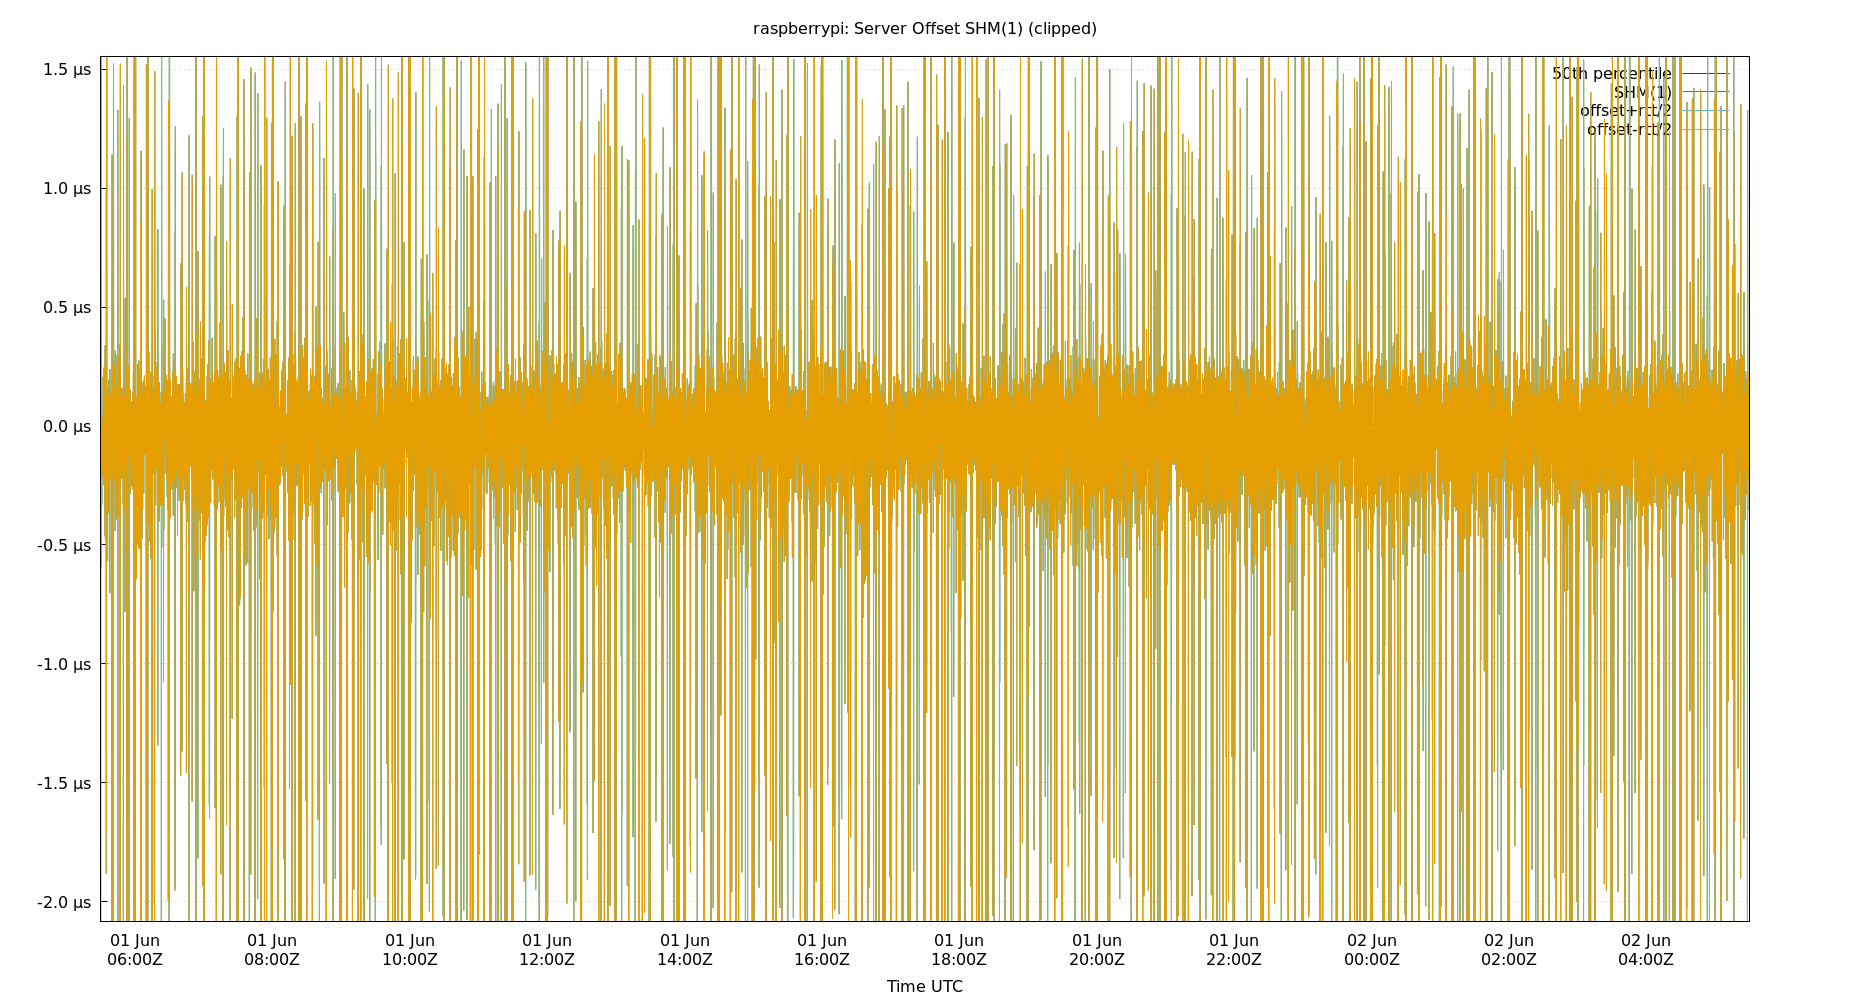 raspberrypi: Server Offset SHM(1) (clipped)
50th percentile
SHM(1)
offset+rtt/2
offset-rtt/2
1.5 µs
1.0 µs
0.5 µs
0.0 µs
-0.5 µs
-1.0 µs
-1.5 µs
-2.0 µs
01 Jun 01 Jun 01 Jun 01 Jun 01 Jun 01 Jun 01 Jun 01 Jun 01 Jun 02 Jun 02 Jun 02 Jun
06:00Z 08:00Z 10:00Z 12:00Z 14:00Z 16:00Z 18:00Z 20:00Z 22:00Z 00:00Z 02:00Z 04:00Z
Time UTC